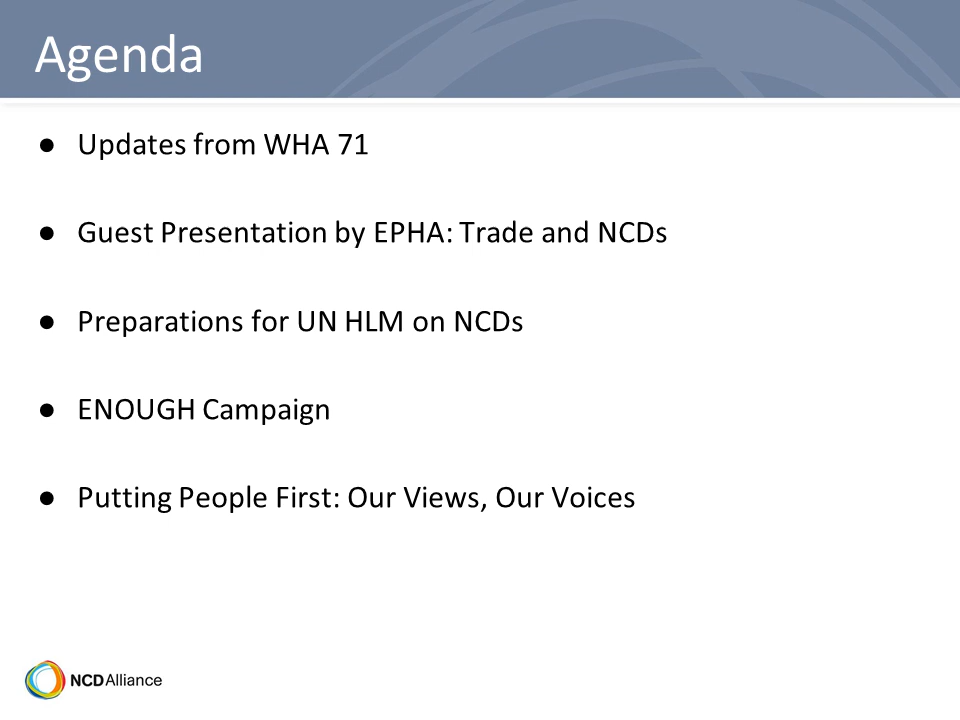 Agenda
● Updates from WHA 71
● Guest Presentation by EPHA: Trade and NCDs
● Preparations for UN HLM on NCDs
● ENOUGH Campaign
● Putting People First: Our Views, Our Voices
NCD Alliance